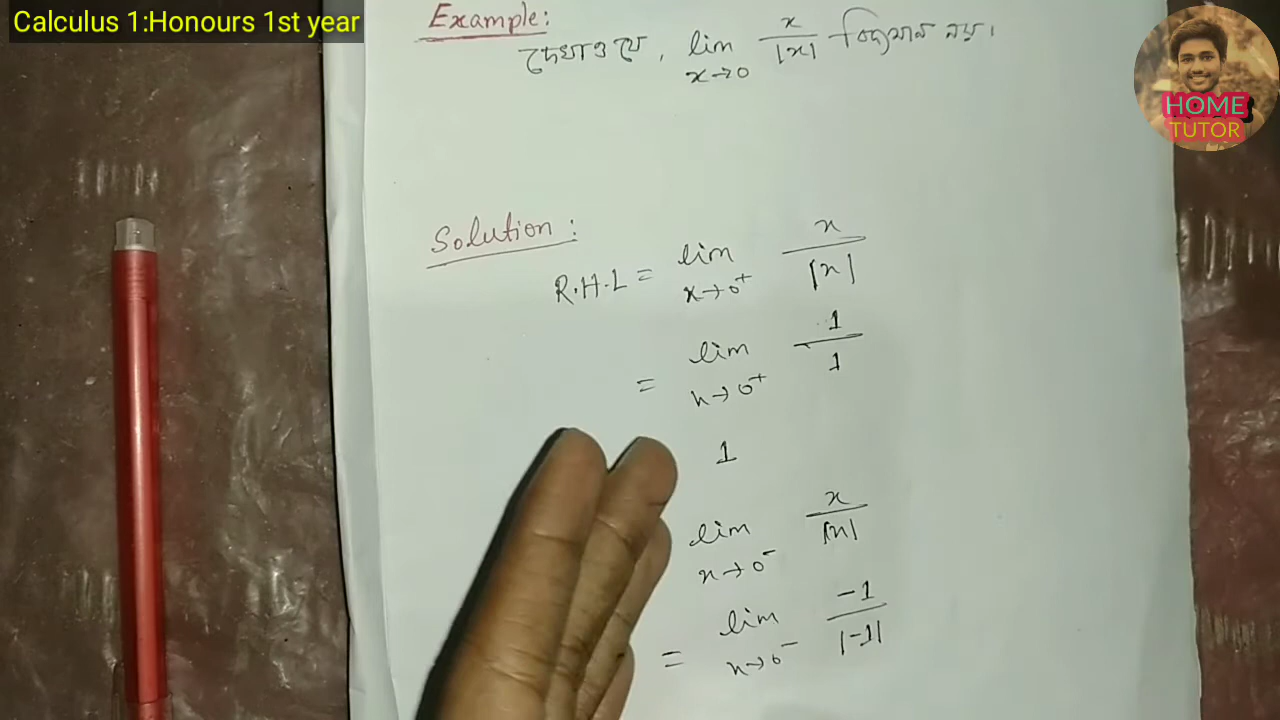 Calculus 1:Honours 1st year
HOME
TUTOR
Example:
দেখাও যে, lim x→0 x/|x| বিদ্যমান নয়।
Solution:
R.H.L = lim x→0⁺ x/|x|
= lim x→0⁺ 1/1
1
lim x→0⁻ x/|x|
= lim x→0⁻ -1/|-1|